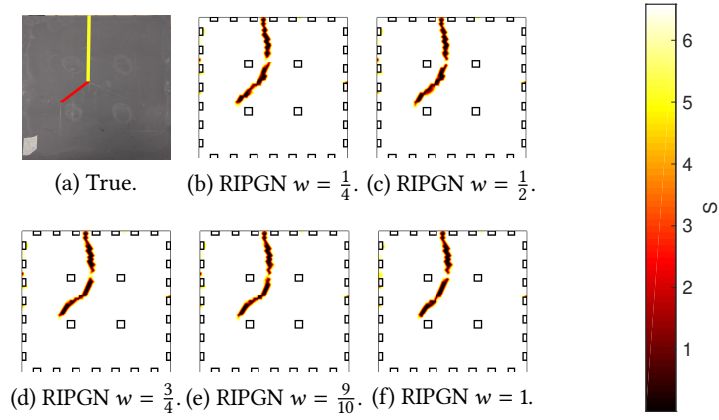 (a) True.
(b) RIPGN w = 1/4.
(c) RIPGN w = 1/2.
(d) RIPGN w = 3/4.
(e) RIPGN w = 9/10.
(f) RIPGN w = 1.
6
5
4
3
2
1
S